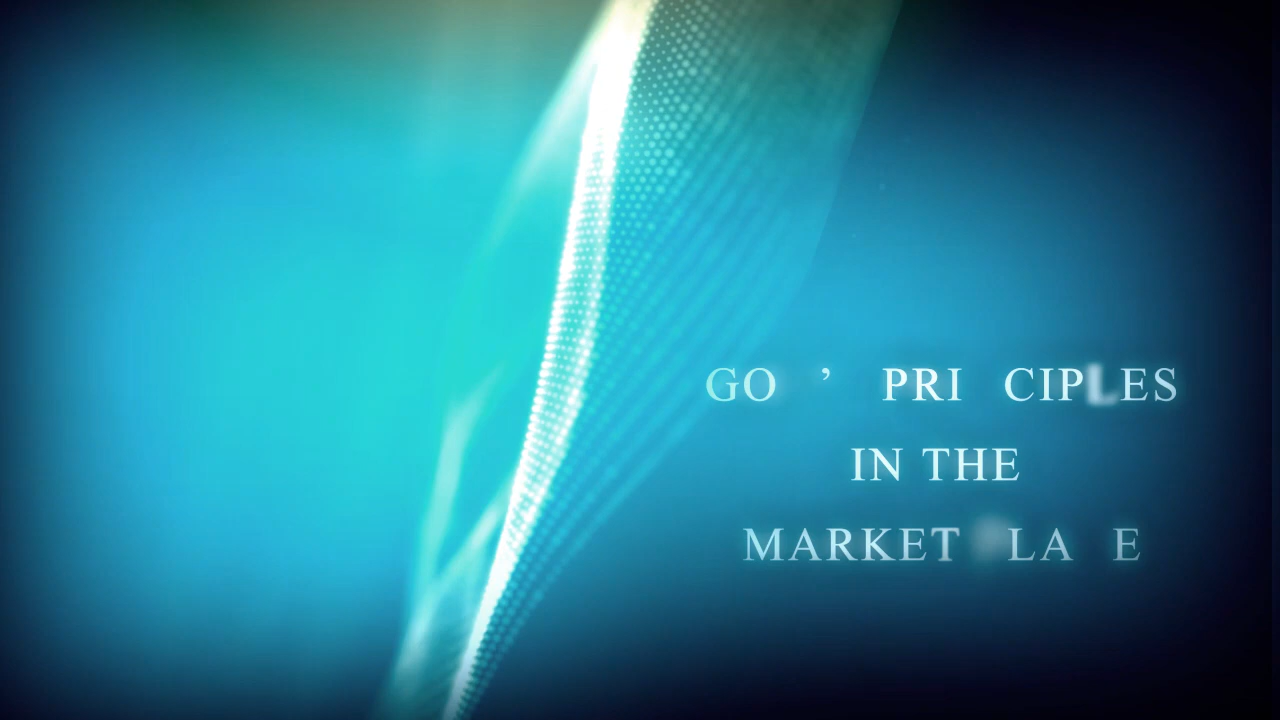 GO ’ PRI CIPLES
IN THE
MARKET LA E